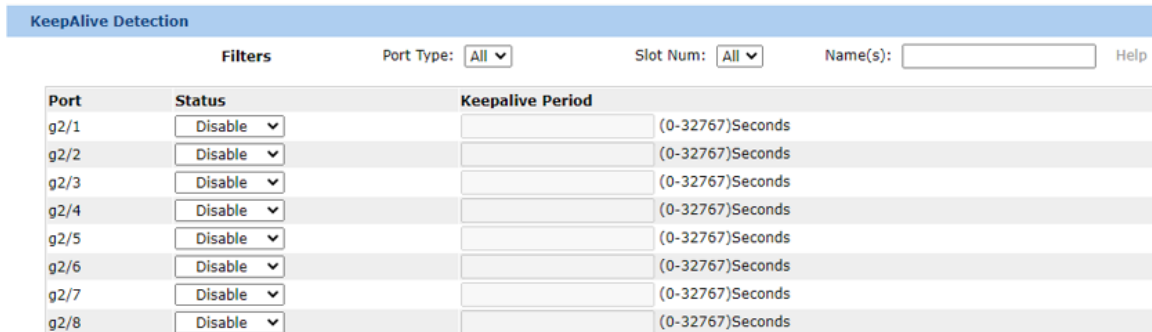 KeepAlive Detection
Filters Port Type: All Slot Num: All Name(s): Help
Port Status Keepalive Period
g2/1 Disable (0-32767)Seconds
g2/2 Disable (0-32767)Seconds
g2/3 Disable (0-32767)Seconds
g2/4 Disable (0-32767)Seconds
g2/5 Disable (0-32767)Seconds
g2/6 Disable (0-32767)Seconds
g2/7 Disable (0-32767)Seconds
g2/8 Disable (0-32767)Seconds